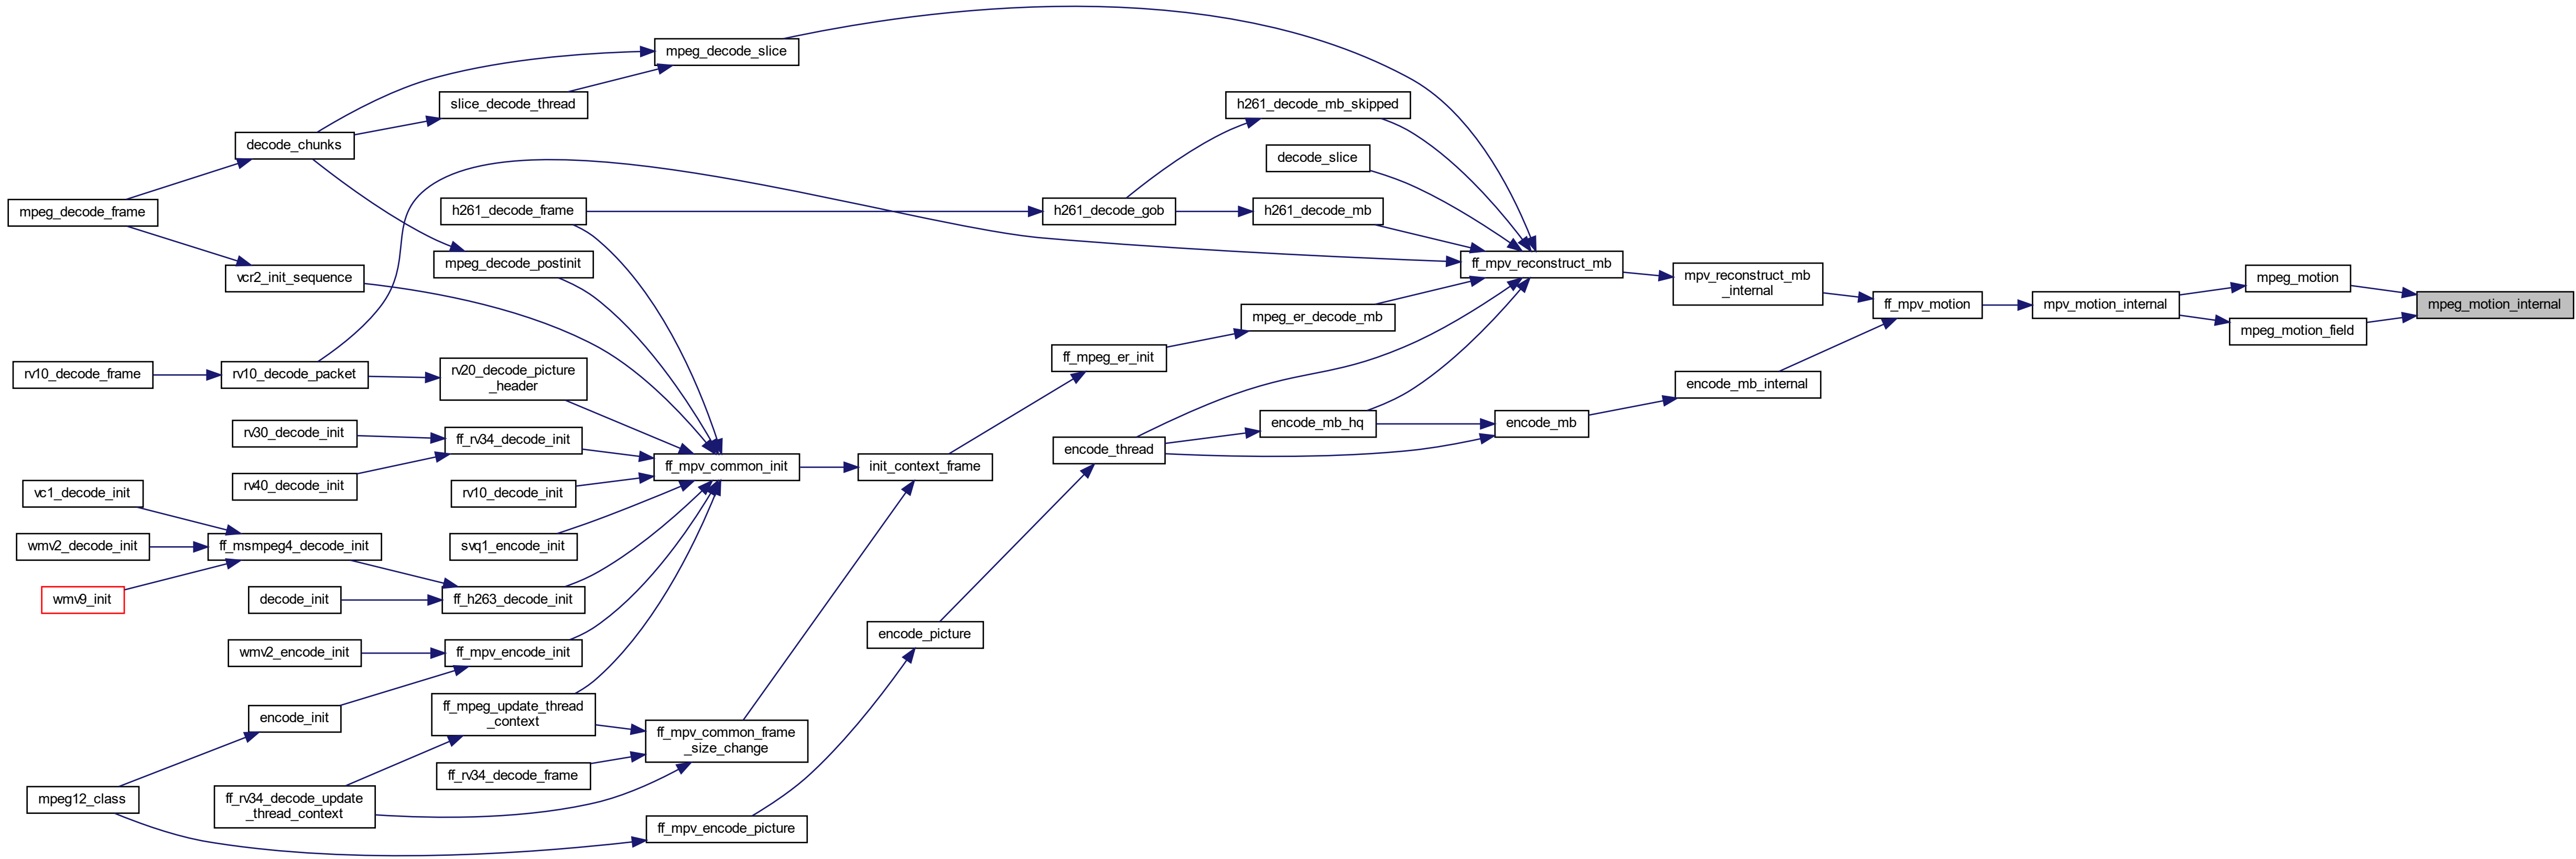 mpeg_decode_slice
slice_decode_thread
h261_decode_mb_skipped
decode_chunks
decode_slice
mpeg_decode_frame
h261_decode_frame
h261_decode_gob
h261_decode_mb
mpeg_decode_postinit
ff_mpv_reconstruct_mb
vcr2_init_sequence
mpv_reconstruct_mb
_internal
mpeg_motion
ff_mpv_motion
mpv_motion_internal
mpeg_motion_internal
mpeg_er_decode_mb
mpeg_motion_field
ff_mpeg_er_init
rv10_decode_frame
rv10_decode_packet
rv20_decode_picture
_header
encode_mb_internal
rv30_decode_init
ff_rv34_decode_init
encode_mb_hq
encode_mb
encode_thread
ff_mpv_common_init
init_context_frame
rv40_decode_init
rv10_decode_init
vc1_decode_init
wmv2_decode_init
ff_msmpeg4_decode_init
svq1_encode_init
wmv9_init
decode_init
ff_h263_decode_init
encode_picture
wmv2_encode_init
ff_mpv_encode_init
encode_init
ff_mpeg_update_thread
_context
ff_mpv_common_frame
_size_change
ff_rv34_decode_frame
mpeg12_class
ff_rv34_decode_update
_thread_context
ff_mpv_encode_picture